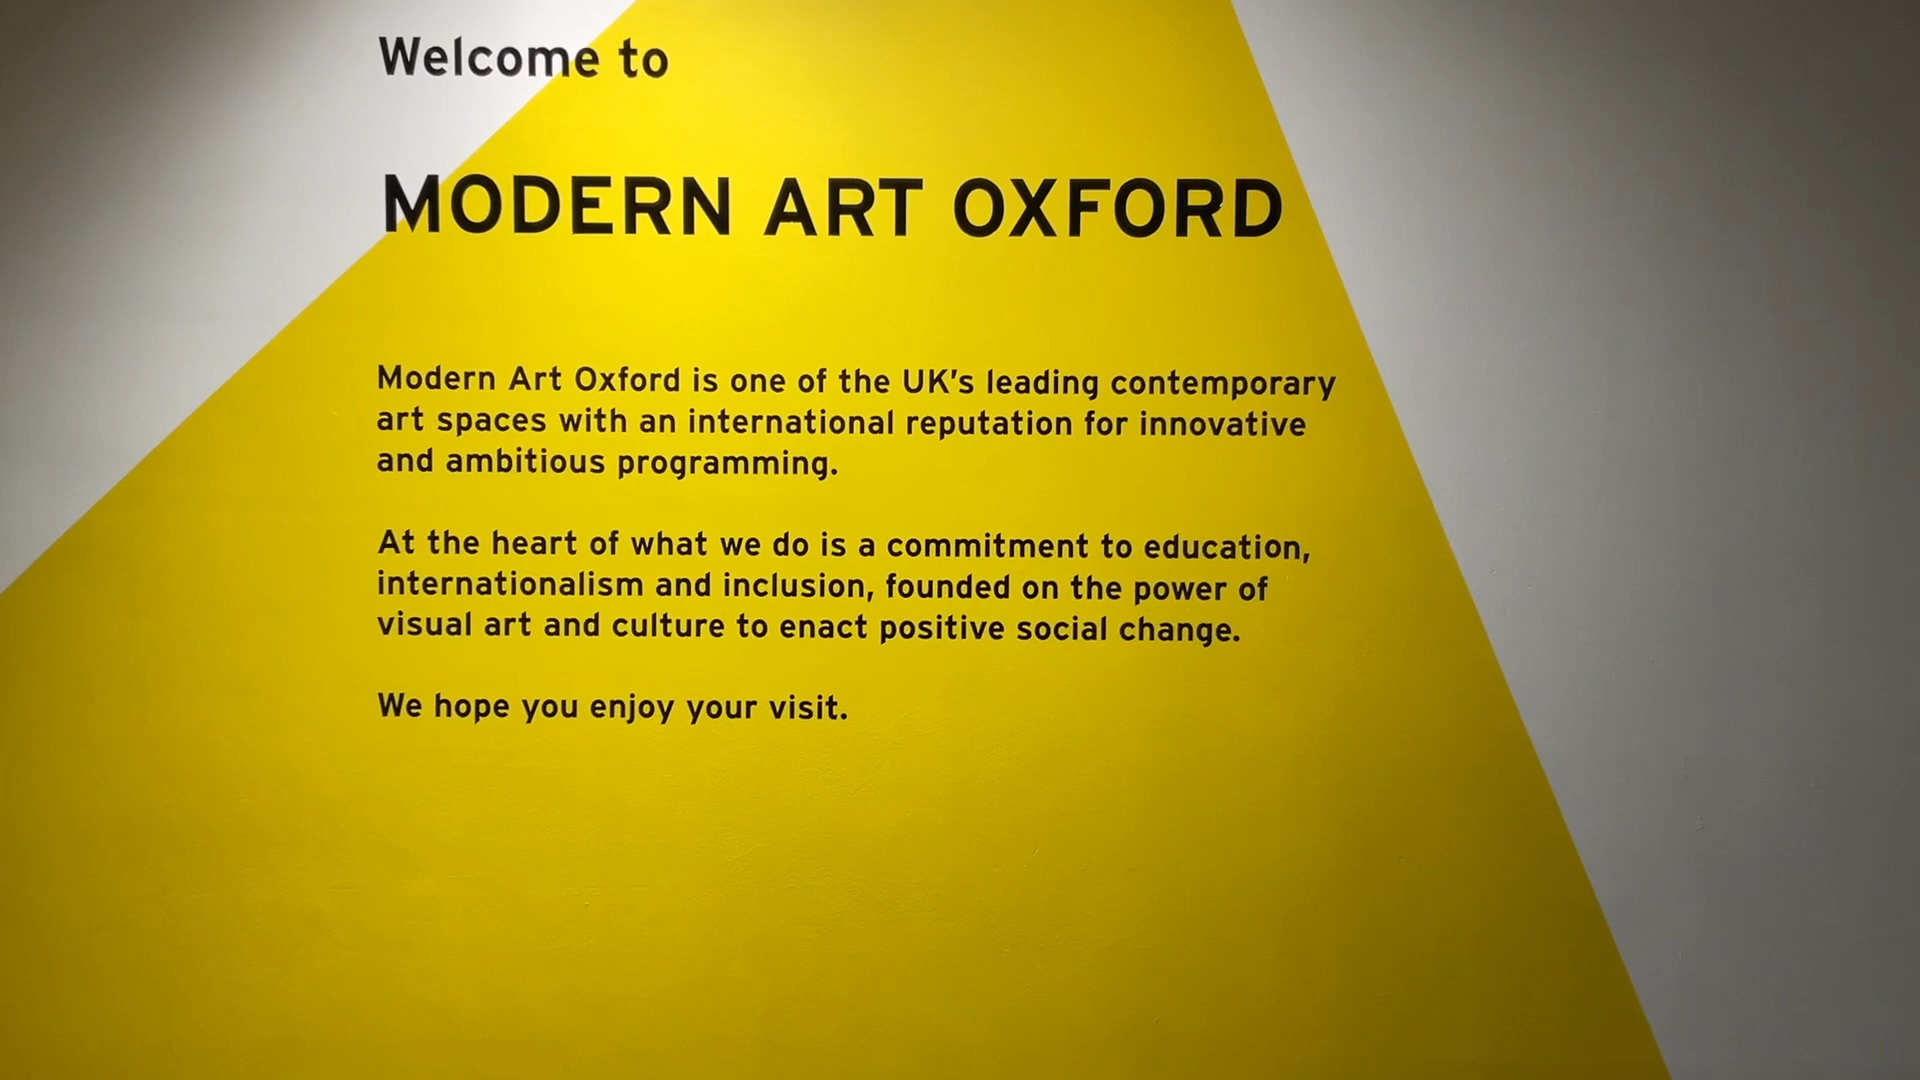 Welcome to
MODERN ART OXFORD
Modern Art Oxford is one of the UK's leading contemporary
art spaces with an international reputation for innovative
and ambitious programming.
At the heart of what we do is a commitment to education,
internationalism and inclusion, founded on the power of
visual art and culture to enact positive social change.
We hope you enjoy your visit.